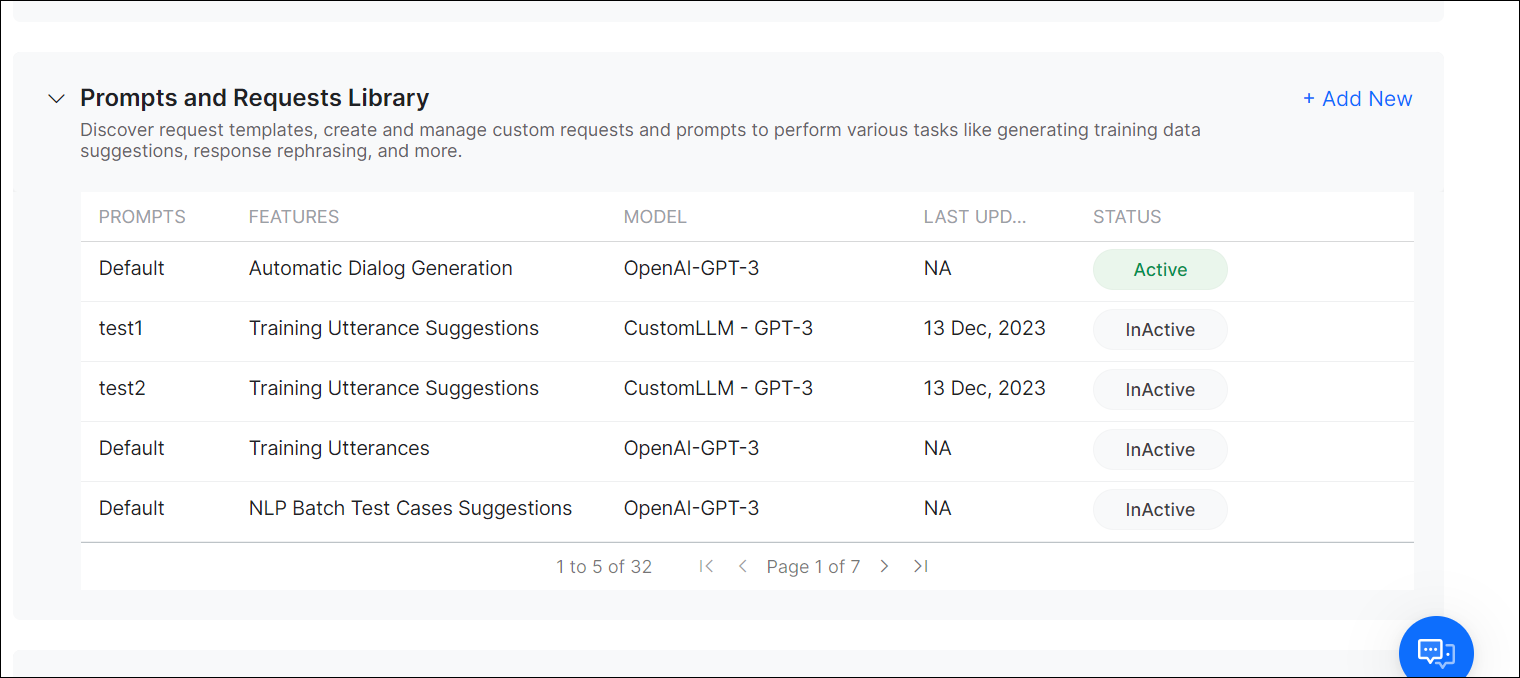 Prompts and Requests Library
+ Add New
Discover request templates, create and manage custom requests and prompts to perform various tasks like generating training data
suggestions, response rephrasing, and more.
PROMPTS FEATURES MODEL LAST UPD... STATUS
Default Automatic Dialog Generation OpenAI-GPT-3 NA Active
test1 Training Utterance Suggestions CustomLLM - GPT-3 13 Dec, 2023 InActive
test2 Training Utterance Suggestions CustomLLM - GPT-3 13 Dec, 2023 InActive
Default Training Utterances OpenAI-GPT-3 NA InActive
Default NLP Batch Test Cases Suggestions OpenAI-GPT-3 NA InActive
1 to 5 of 32 Page 1 of 7